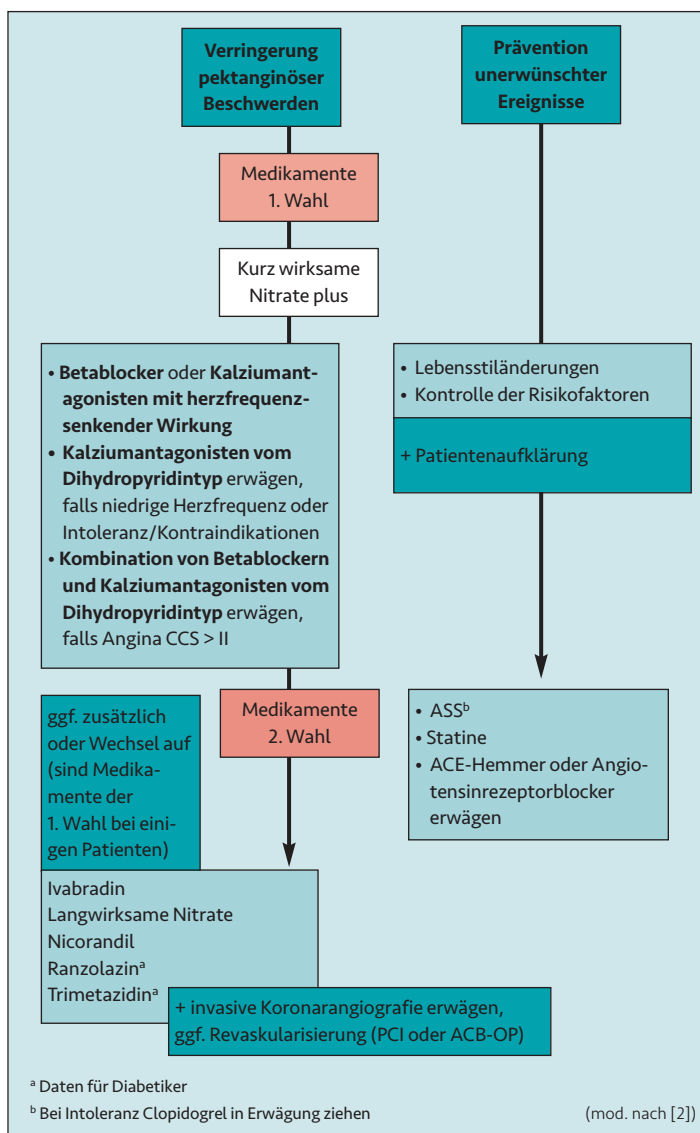 Verringerung
pektanginöser
Beschwerden
Medikamente
1. Wahl
Kurz wirksame
Nitrate plus
• Betablocker oder Kalziumant-
agonisten mit herzfrequenz-
senkender Wirkung
• Kalziumantagonisten vom
Dihydropyridintyp erwägen,
falls niedrige Herzfrequenz oder
Intoleranz/Kontraindikationen
• Kombination von Betablockern
und Kalziumantagonisten vom
Dihydropyridintyp erwägen,
falls Angina CCS > II
Medikamente
2. Wahl
ggf. zusätzlich
oder Wechsel auf
(sind Medika-
mente der
1. Wahl bei eini-
gen Patienten)
Ivabradin
Langwirksame Nitrate
Nicorandil
Ranzolazinᵃ
Trimetazidinᵃ
+ invasive Koronarangiografie erwägen,
ggf. Revaskularisierung (PCI oder ACB-OP)
Prävention
unerwünschter
Ereignisse
• Lebensstiländerungen
• Kontrolle der Risikofaktoren
+ Patientenaufklärung
• ASSᵇ
• Statine
• ACE-Hemmer oder Angio-
tensinrezeptorblocker
erwägen
ᵃ Daten für Diabetiker
ᵇ Bei Intoleranz Clopidogrel in Erwägung ziehen
(mod. nach [2])